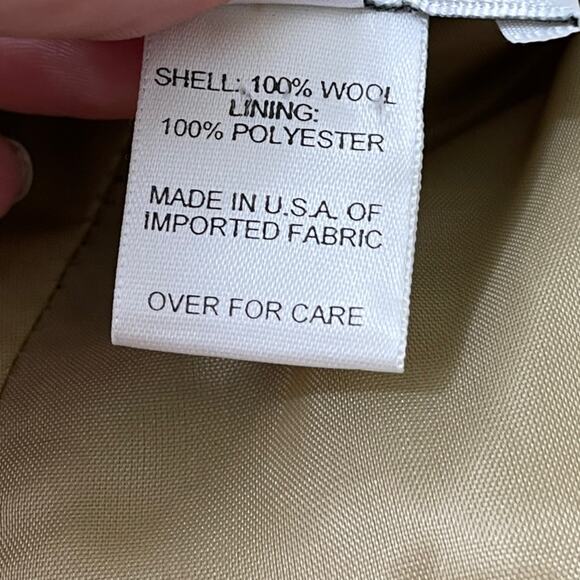 SHELL: 100% WOOL
LINING:
100% POLYESTER
MADE IN U.S.A. OF
IMPORTED FABRIC
OVER FOR CARE